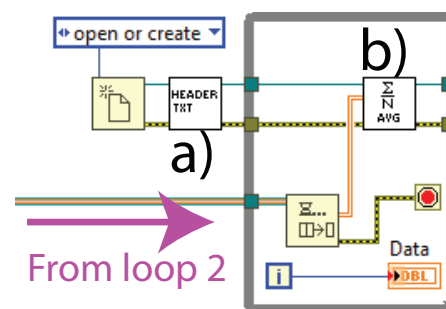 open or create
HEADER
TXT
a)
b)
Σ
N
AVG
From loop 2
i
Data
DBL